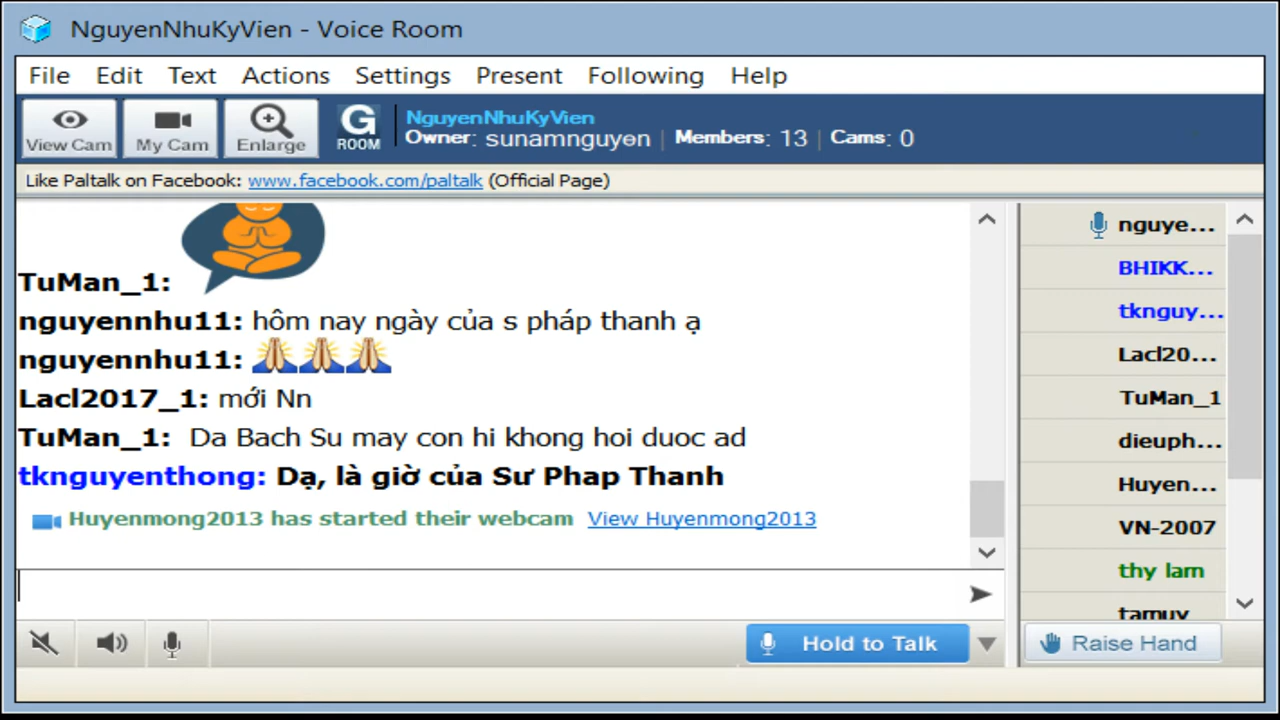 NguyenNhuKyVien - Voice Room
File Edit Text Actions Settings Present Following Help
View Cam My Cam Enlarge G ROOM
NguyenNhuKyVien
Owner: sunamnguyen | Members: 13 | Cams: 0
Like Paltalk on Facebook: www.facebook.com/paltalk (Official Page)
TuMan_1:
nguyennhu11: hôm nay ngày của s pháp thanh ạ
nguyennhu11: 🙏🙏🙏
Lacl2017_1: mới Nn
TuMan_1: Da Bach Su may con hi khong hoi duoc ad
tknguyenthong: Dạ, là giờ của Sư Phap Thanh
Huyenmong2013 has started their webcam View Huyenmong2013
Hold to Talk
nguye...
BHIKK...
tknguy...
Lacl20...
TuMan_1
dieuph...
Huyen...
VN-2007
thy lam
tamuy
Raise Hand